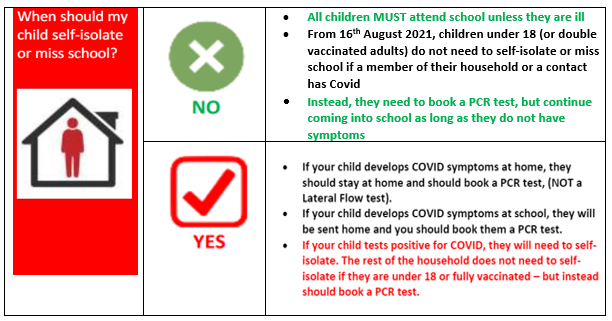 When should my
child self-isolate
or miss school?
NO
• All children MUST attend school unless they are ill
• From 16th August 2021, children under 18 (or double
vaccinated adults) do not need to self-isolate or miss
school if a member of their household or a contact
has Covid
• Instead, they need to book a PCR test, but continue
coming into school as long as they do not have
symptoms
YES
• If your child develops COVID symptoms at home, they
should stay at home and should book a PCR test, (NOT a
Lateral Flow test).
• If your child develops COVID symptoms at school, they will
be sent home and you should book them a PCR test.
• If your child tests positive for COVID, they will need to self-
isolate. The rest of the household does not need to self-
isolate if they are under 18 or fully vaccinated – but instead
should book a PCR test.